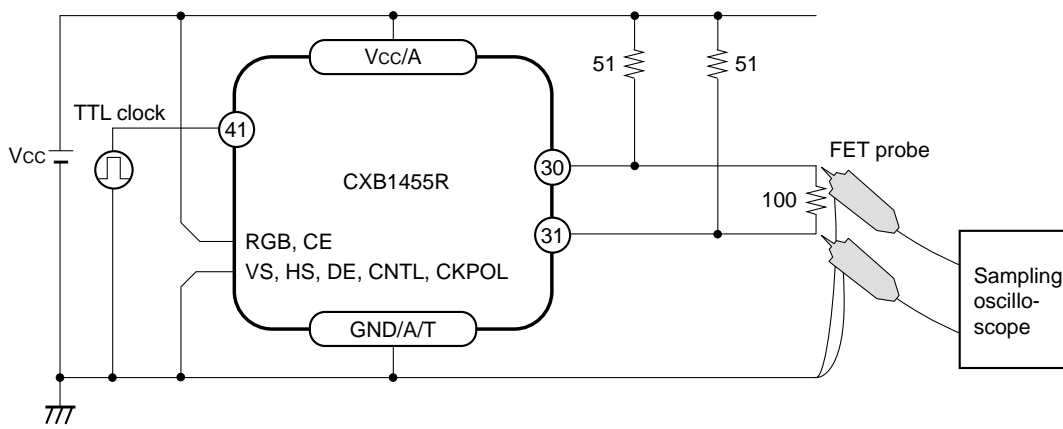 Vcc/A
51
51
TTL clock
41
Vcc
FET probe
CXB1455R
30
100
31
RGB, CE
VS, HS, DE, CNTL, CKPOL
Sampling
oscillo-
scope
GND/A/T